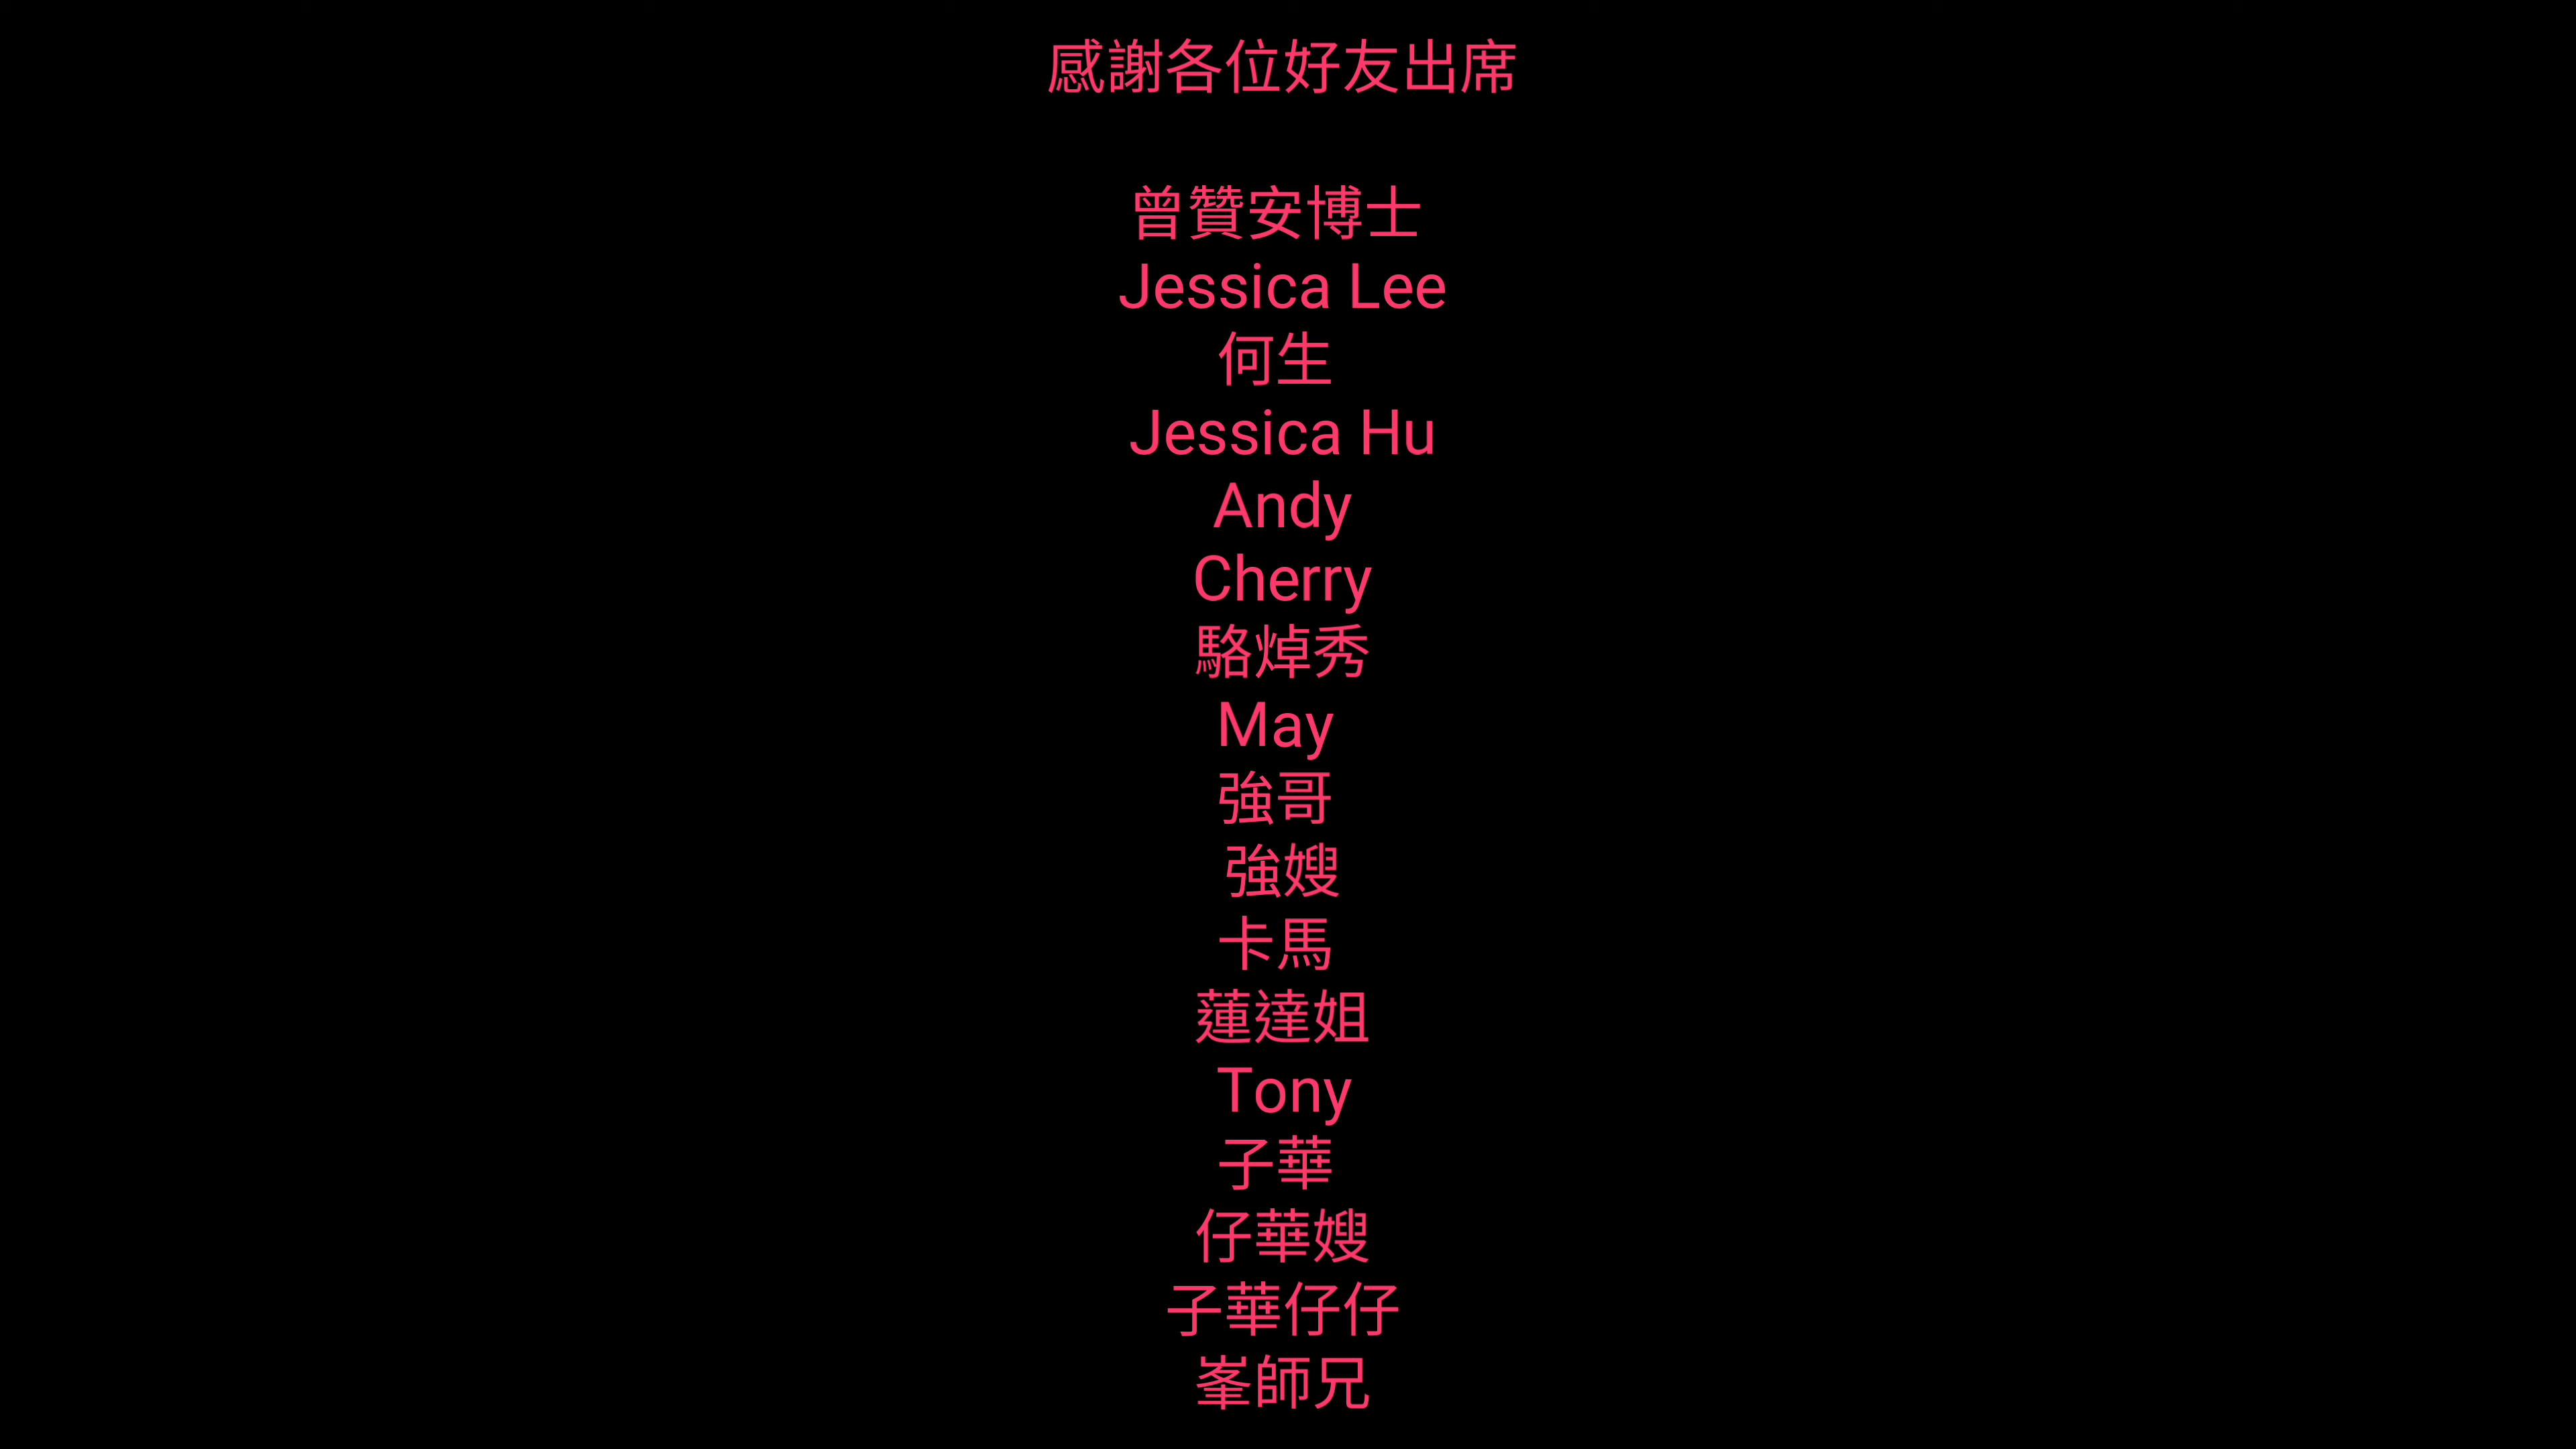 感謝各位好友出席
曾贊安博士
Jessica Lee
何生
Jessica Hu
Andy
Cherry
駱焯秀
May
強哥
強嫂
卡馬
蓮達姐
Tony
子華
仔華嫂
子華仔仔
峯師兄